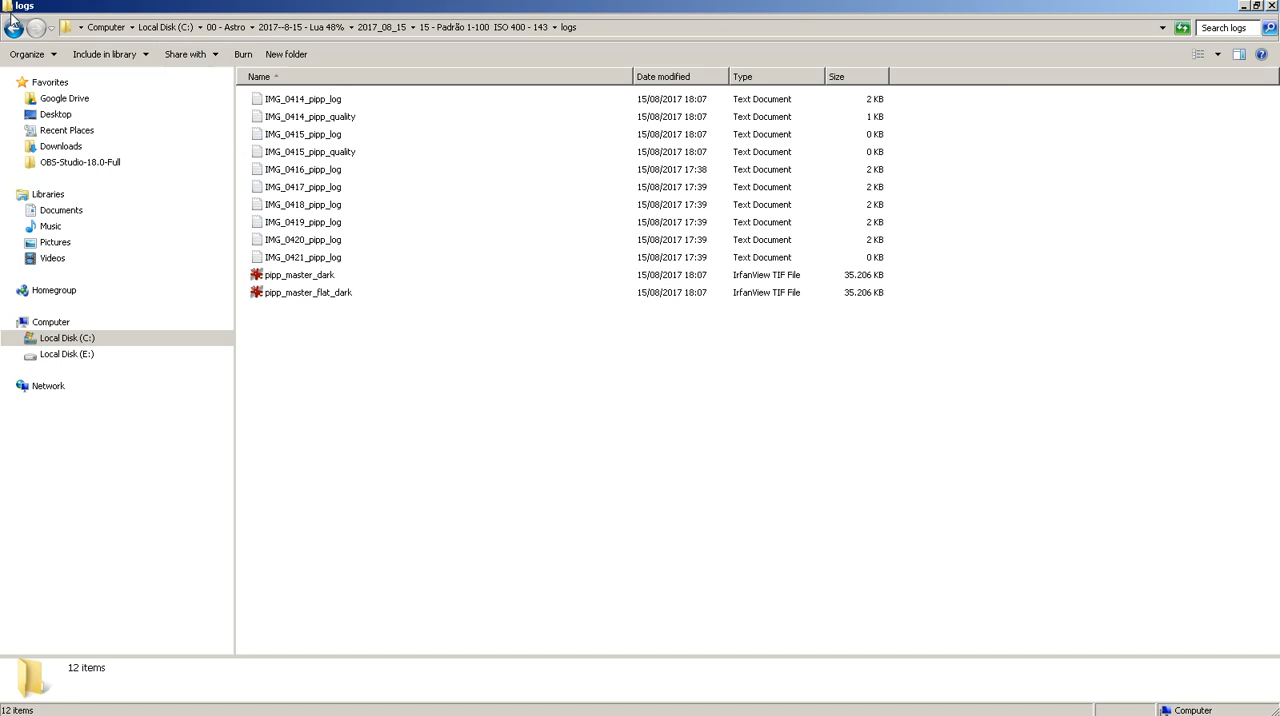 logs
Computer Local Disk (C:) 00 - Astro 2017--8-15 - Lua 48% 2017_08_15 15 - Padrão 1-100 ISO 400 - 143 logs Search logs
Organize Include in library Share with Burn New folder
Favorites
Google Drive
Desktop
Recent Places
Downloads
OBS-Studio-18.0-Full
Libraries
Documents
Music
Pictures
Videos
Homegroup
Computer
Local Disk (C:)
Local Disk (E:)
Network
Name Date modified Type Size
IMG_0414_pipp_log 15/08/2017 18:07 Text Document 2 KB
IMG_0414_pipp_quality 15/08/2017 18:07 Text Document 1 KB
IMG_0415_pipp_log 15/08/2017 18:07 Text Document 0 KB
IMG_0415_pipp_quality 15/08/2017 18:07 Text Document 0 KB
IMG_0416_pipp_log 15/08/2017 17:38 Text Document 2 KB
IMG_0417_pipp_log 15/08/2017 17:39 Text Document 2 KB
IMG_0418_pipp_log 15/08/2017 17:39 Text Document 2 KB
IMG_0419_pipp_log 15/08/2017 17:39 Text Document 2 KB
IMG_0420_pipp_log 15/08/2017 17:39 Text Document 2 KB
IMG_0421_pipp_log 15/08/2017 17:39 Text Document 0 KB
pipp_master_dark 15/08/2017 18:07 IrfanView TIF File 35.206 KB
pipp_master_flat_dark 15/08/2017 18:07 IrfanView TIF File 35.206 KB
12 items
12 items Computer